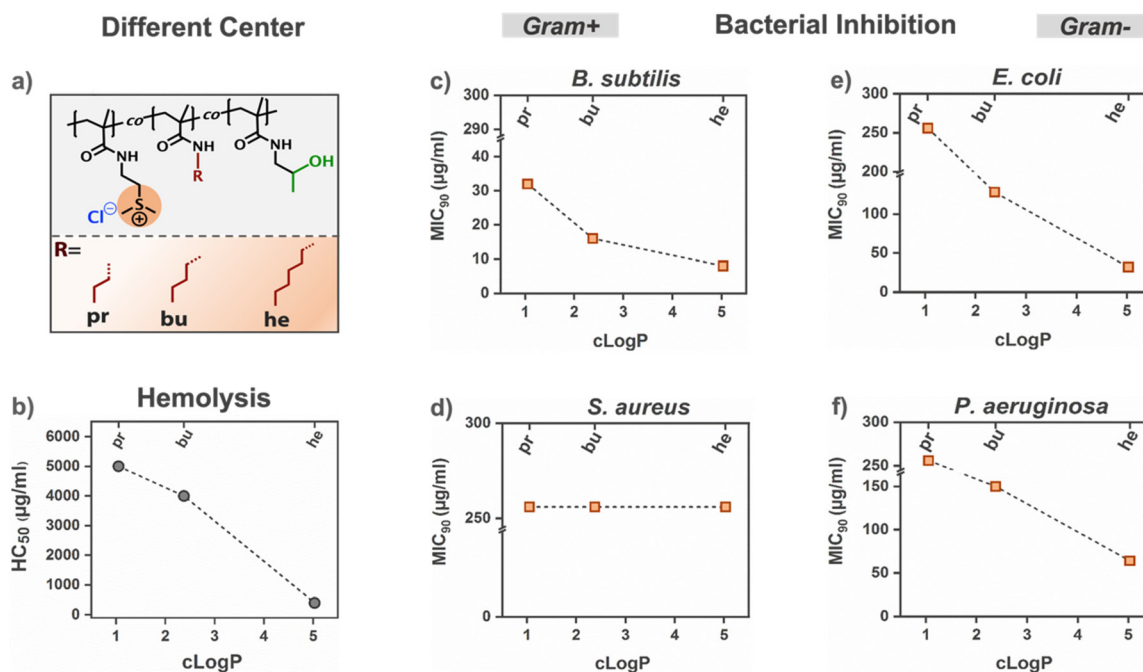 Different Center
Gram+
Bacterial Inhibition
Gram-
a)
co
co
O
NH
O
NH
R
O
NH
OH
S
⊕
Cl⊖
R=
pr
bu
he
b)
Hemolysis
pr
bu
he
6000
5000
4000
3000
2000
1000
0
HC50 (µg/ml)
1
2
3
4
5
cLogP
c)
B. subtilis
pr
bu
he
300
290
40
30
20
10
0
MIC90 (µg/ml)
1
2
3
4
5
cLogP
d)
S. aureus
pr
bu
he
300
250
0
MIC90 (µg/ml)
1
2
3
4
5
cLogP
e)
E. coli
pr
bu
he
300
250
200
100
50
0
MIC90 (µg/ml)
1
2
3
4
5
cLogP
f)
P. aeruginosa
pr
bu
he
300
250
150
100
50
0
MIC90 (µg/ml)
1
2
3
4
5
cLogP